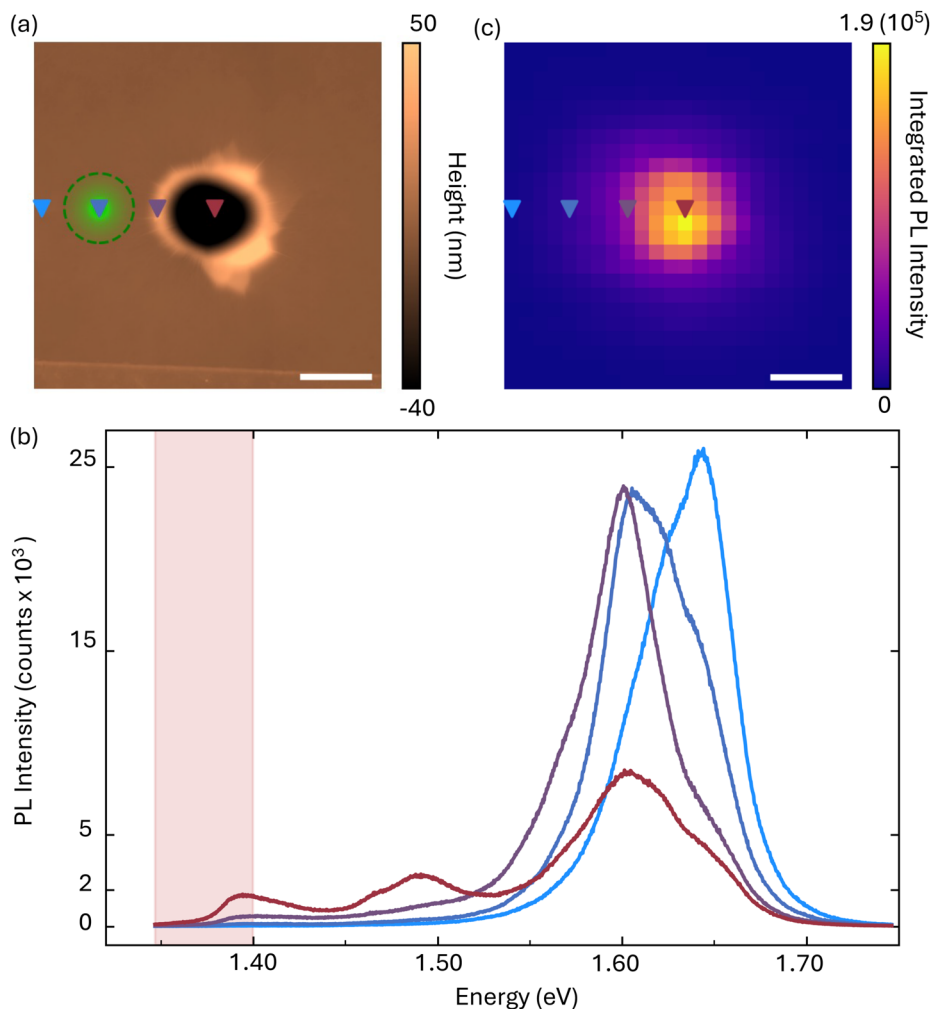 (a)
50
Height (nm)
-40
(c)
1.9 (10⁵)
Integrated PL Intensity
0
(b)
PL Intensity (counts x 10³)
25
15
5
2
0
1.40
1.50
1.60
1.70
Energy (eV)